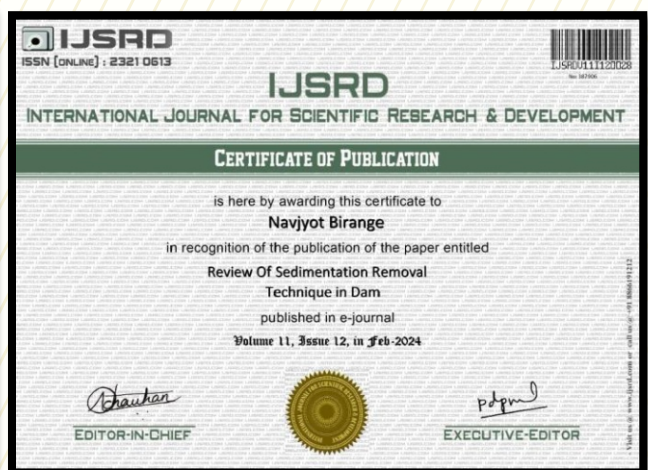 IJSRD
ISSN (ONLINE) : 2321 0613
IJSRDV11I120028
IJSRD
INTERNATIONAL JOURNAL FOR SCIENTIFIC RESEARCH & DEVELOPMENT
CERTIFICATE OF PUBLICATION
is here by awarding this certificate to
Navjyot Birange
in recognition of the publication of the paper entitled
Review Of Sedimentation Removal
Technique in Dam
published in e-journal
Volume 11, Issue 12, in Feb-2024
EDITOR-IN-CHIEF
EXECUTIVE-EDITOR